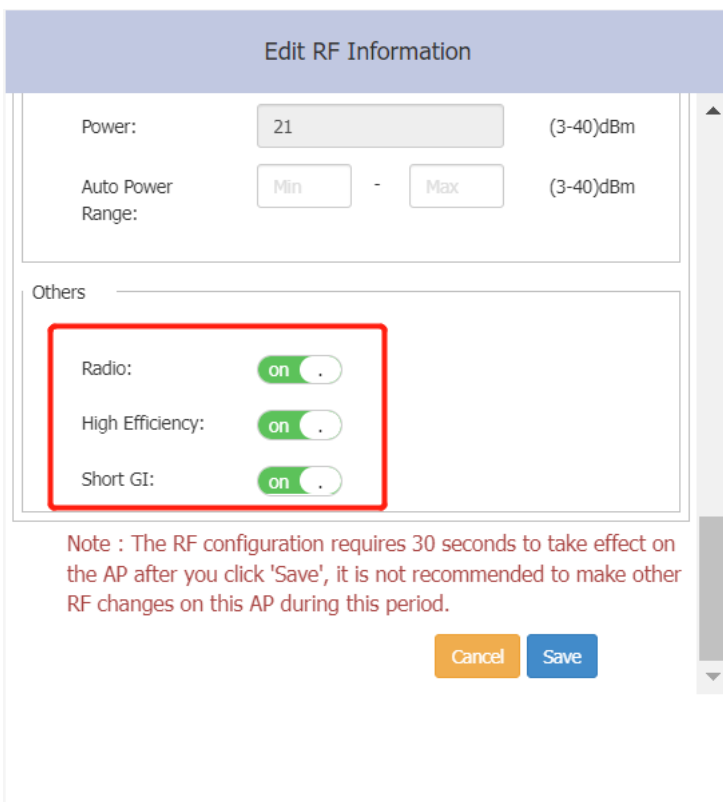 Edit RF Information
Power: 21 (3-40)dBm
Auto Power Range: Min - Max (3-40)dBm
Others
Radio: on .
High Efficiency: on .
Short GI: on .
Note : The RF configuration requires 30 seconds to take effect on
the AP after you click 'Save', it is not recommended to make other
RF changes on this AP during this period.
Cancel Save